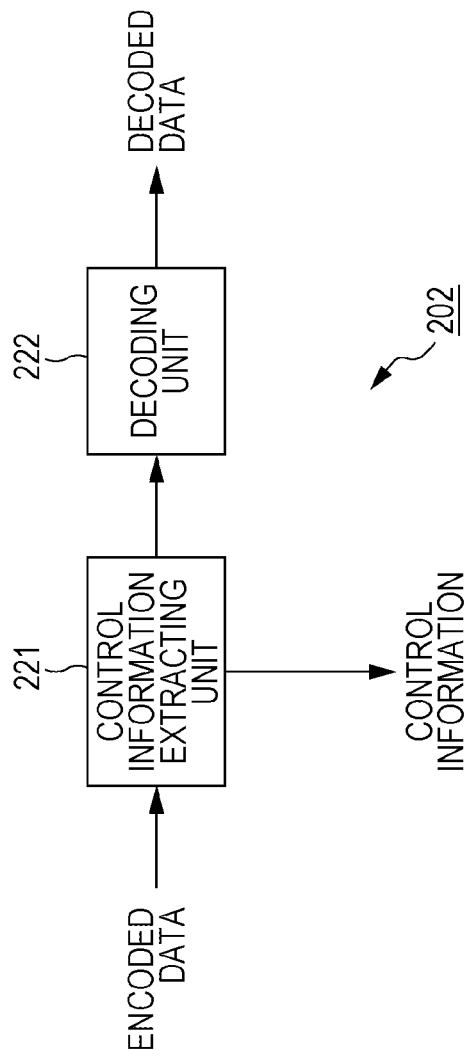 ENCODED
DATA
221
CONTROL
INFORMATION
EXTRACTING
UNIT
CONTROL
INFORMATION
222
DECODING
UNIT
DECODED
DATA
202